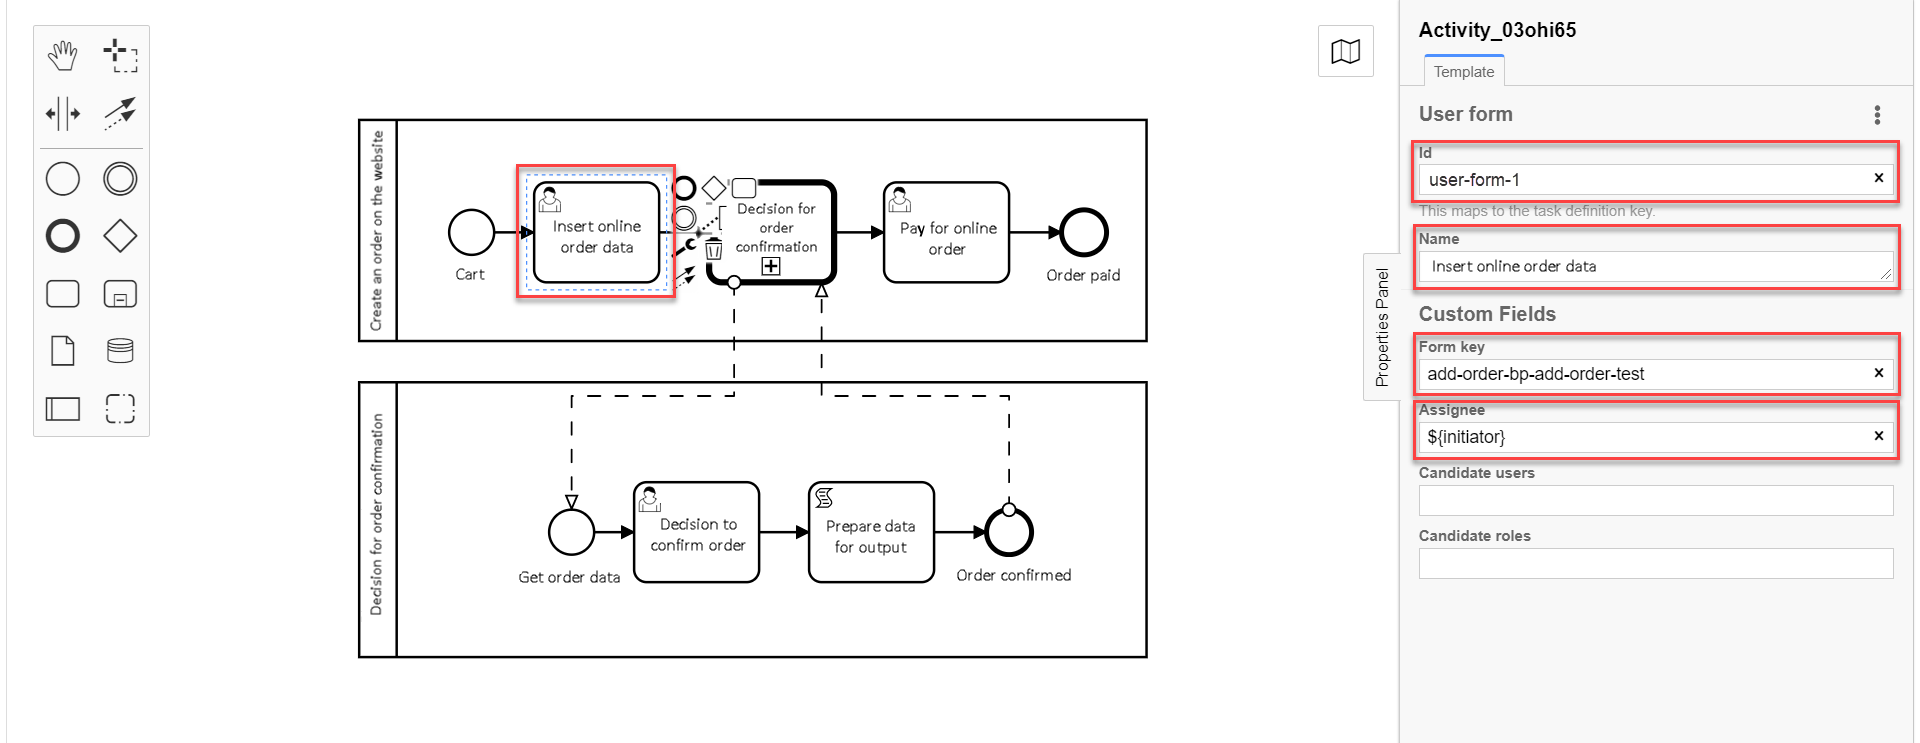 Create an order on the website
Cart
Insert online
order data
Decision for
order
confirmation
Pay for online
order
Order paid
Decision for order confirmation
Get order data
Decision to
confirm order
Prepare data
for output
Order confirmed
Properties Panel
Activity_03ohi65
Template
User form
Id
user-form-1
This maps to the task definition key.
Name
Insert online order data
Custom Fields
Form key
add-order-bp-add-order-test
Assignee
${initiator}
Candidate users
Candidate roles